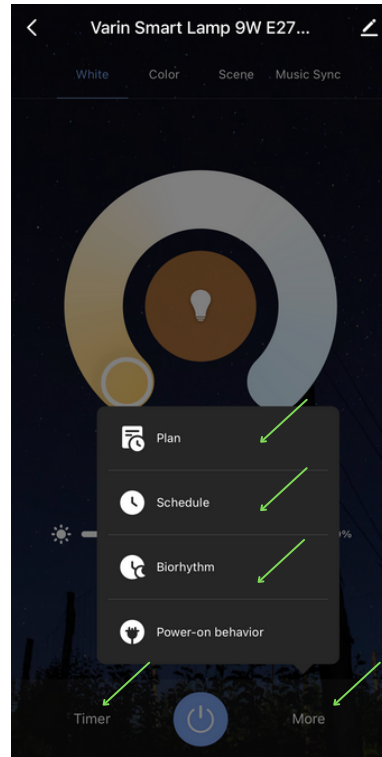 Varin Smart Lamp 9W E27...
White Color Scene Music Sync
Plan
Schedule
Biorhythm
%
Power-on behavior
Timer More